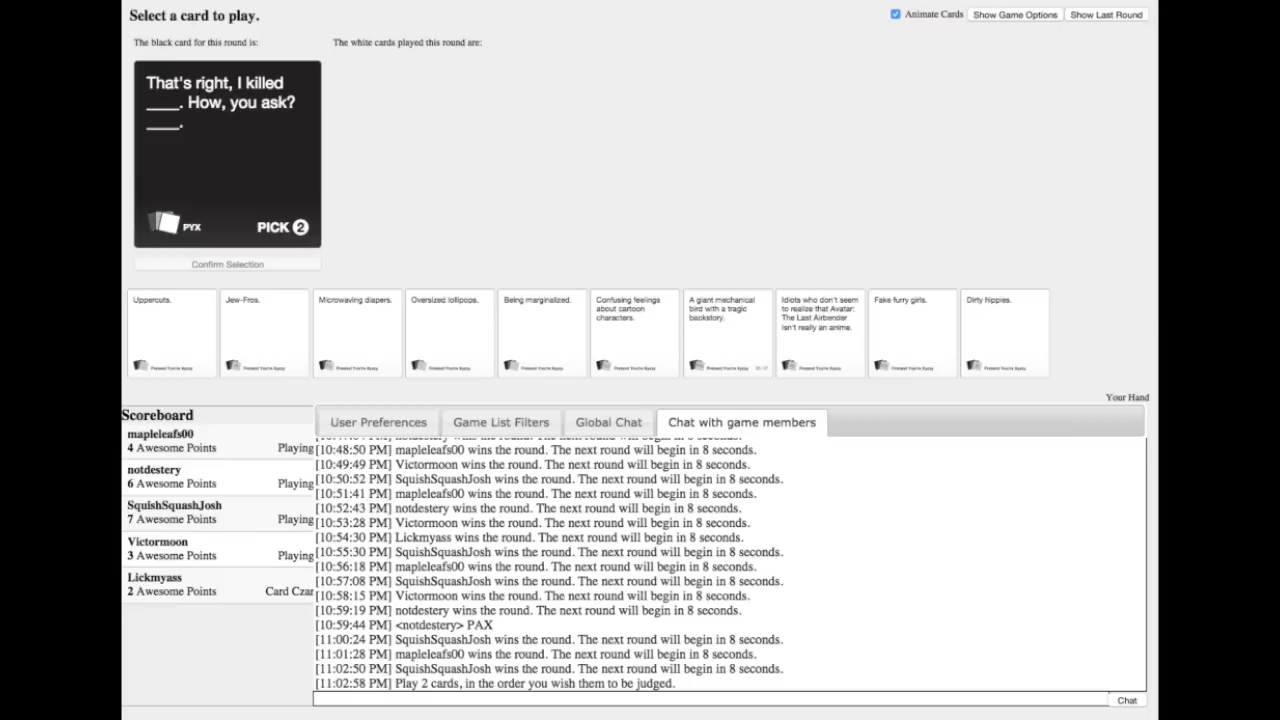 Select a card to play.
Animate Cards
Show Game Options
Show Last Round
The black card for this round is:
The white cards played this round are:
That's right, I killed
____. How, you ask?
____.
PYX
PICK 2
Confirm Selection
Uppercuts.
Jew-Fros.
Microwaving diapers.
Oversized lollipops.
Being marginalized.
Confusing feelings
about cartoon
characters.
A giant mechanical
bird with a tragic
backstory.
Idiots who don't seem
to realize that Avatar:
The Last Airbender
isn't really an anime.
Fake furry girls.
Dirty hippies.
Your Hand
Scoreboard
mapleleafs00
4 Awesome Points
Playing
notdestery
6 Awesome Points
Playing
SquishSquashJosh
7 Awesome Points
Playing
Victormoon
3 Awesome Points
Playing
Lickmyass
2 Awesome Points
Card Czar
User Preferences
Game List Filters
Global Chat
Chat with game members
[10:48:50 PM] mapleleafs00 wins the round. The next round will begin in 8 seconds.
[10:49:49 PM] Victormoon wins the round. The next round will begin in 8 seconds.
[10:50:52 PM] SquishSquashJosh wins the round. The next round will begin in 8 seconds.
[10:51:41 PM] mapleleafs00 wins the round. The next round will begin in 8 seconds.
[10:52:43 PM] notdestery wins the round. The next round will begin in 8 seconds.
[10:53:28 PM] Victormoon wins the round. The next round will begin in 8 seconds.
[10:54:30 PM] Lickmyass wins the round. The next round will begin in 8 seconds.
[10:55:30 PM] SquishSquashJosh wins the round. The next round will begin in 8 seconds.
[10:56:18 PM] mapleleafs00 wins the round. The next round will begin in 8 seconds.
[10:57:08 PM] SquishSquashJosh wins the round. The next round will begin in 8 seconds.
[10:58:15 PM] Victormoon wins the round. The next round will begin in 8 seconds.
[10:59:19 PM] notdestery wins the round. The next round will begin in 8 seconds.
[10:59:44 PM] <notdestery> PAX
[11:00:24 PM] SquishSquashJosh wins the round. The next round will begin in 8 seconds.
[11:01:28 PM] mapleleafs00 wins the round. The next round will begin in 8 seconds.
[11:02:50 PM] SquishSquashJosh wins the round. The next round will begin in 8 seconds.
[11:02:58 PM] Play 2 cards, in the order you wish them to be judged.
Chat